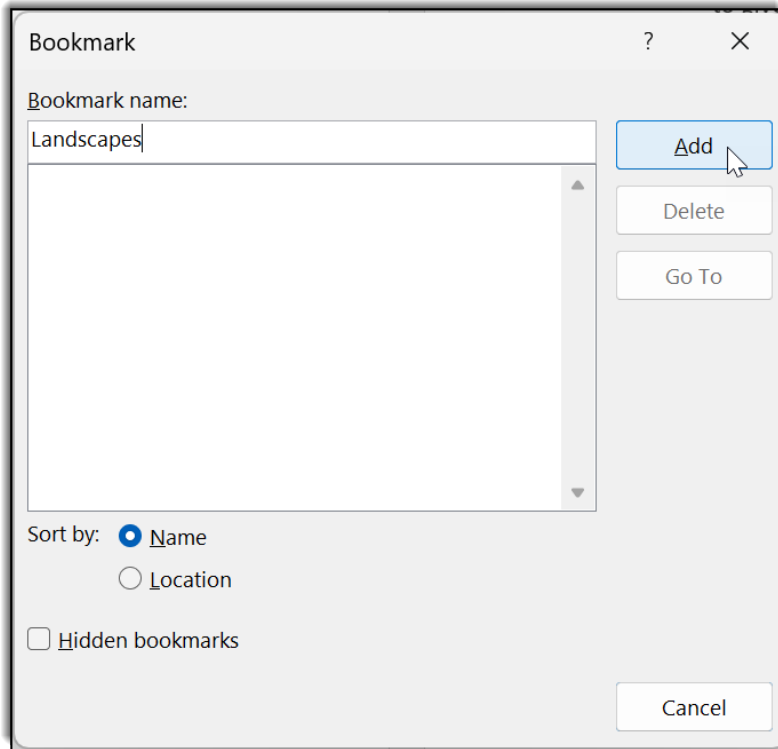 Bookmark ?
Bookmark name:
Landscapes
Add
Delete
Go To
Sort by: Name
Location
Hidden bookmarks
Cancel